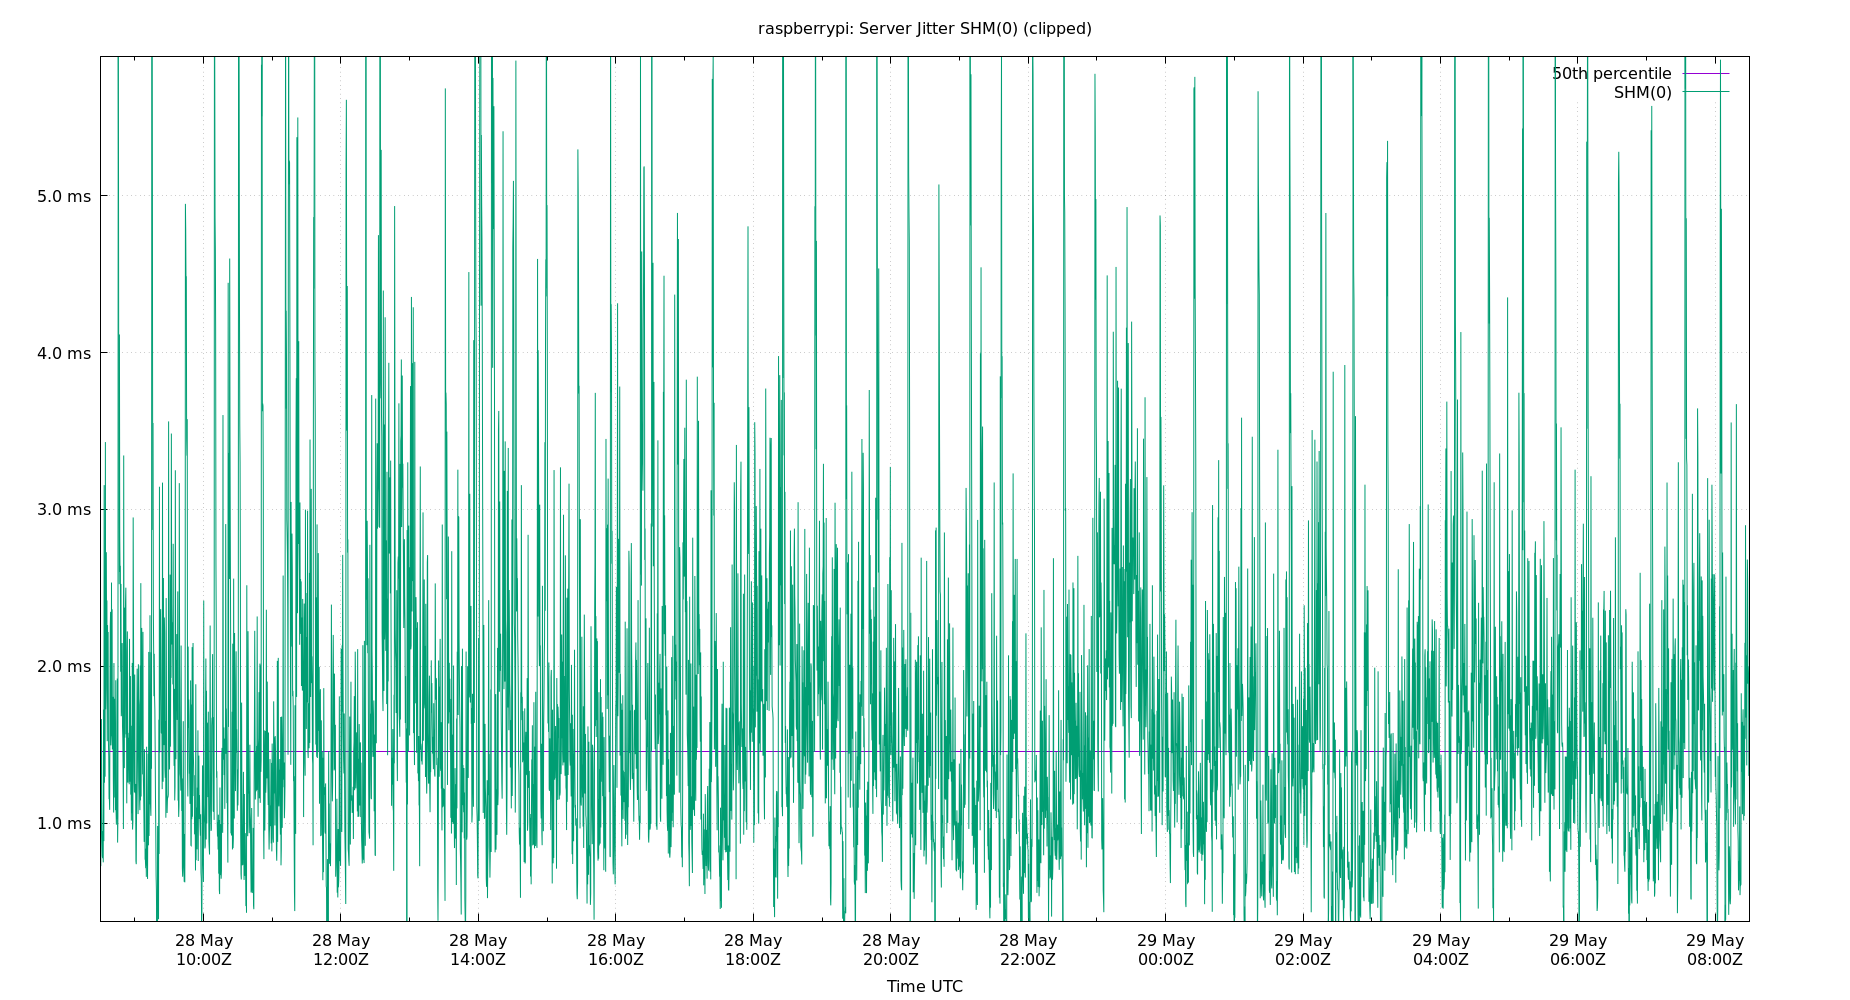 raspberrypi: Server Jitter SHM(0) (clipped)
50th percentile
SHM(0)
5.0 ms
4.0 ms
3.0 ms
2.0 ms
1.0 ms
28 May 28 May 28 May 28 May 28 May 28 May 28 May 29 May 29 May 29 May 29 May 29 May
10:00Z 12:00Z 14:00Z 16:00Z 18:00Z 20:00Z 22:00Z 00:00Z 02:00Z 04:00Z 06:00Z 08:00Z
Time UTC